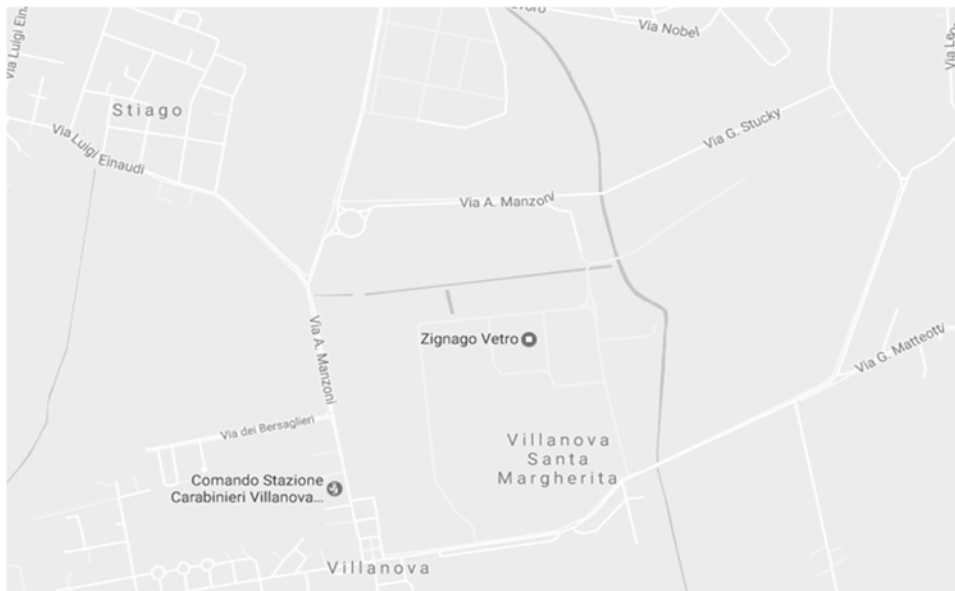 Via Nobel
Via Luigi Einaudi
Stiago
Via G. Stucky
Via A. Manzoni
Zignago Vetro
Via A. Manzoni
Via G. Matteotti
Via dei Bersaglieri
Villanova
Santa
Margherita
Comando Stazione
Carabinieri Villanova...
Villanova